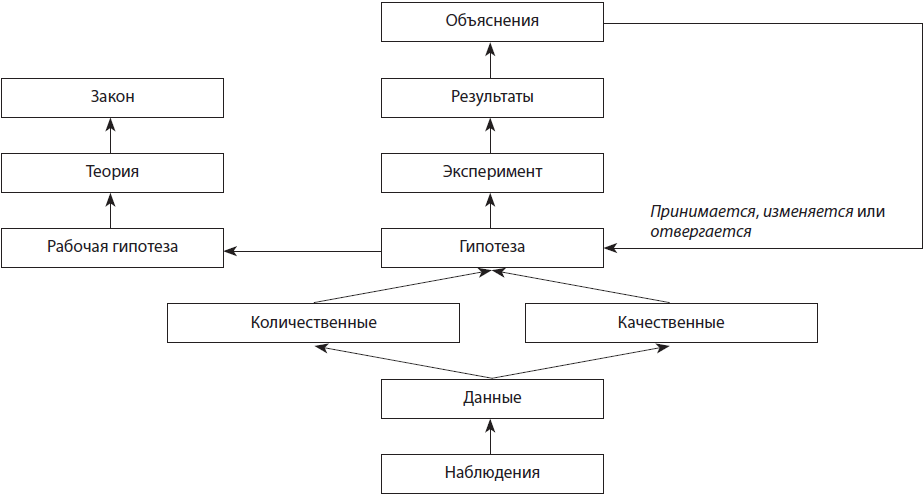 Объяснения
Закон
Результаты
Теория
Эксперимент
Принимается, изменяется или
отвергается
Рабочая гипотеза
Гипотеза
Количественные
Качественные
Данные
Наблюдения